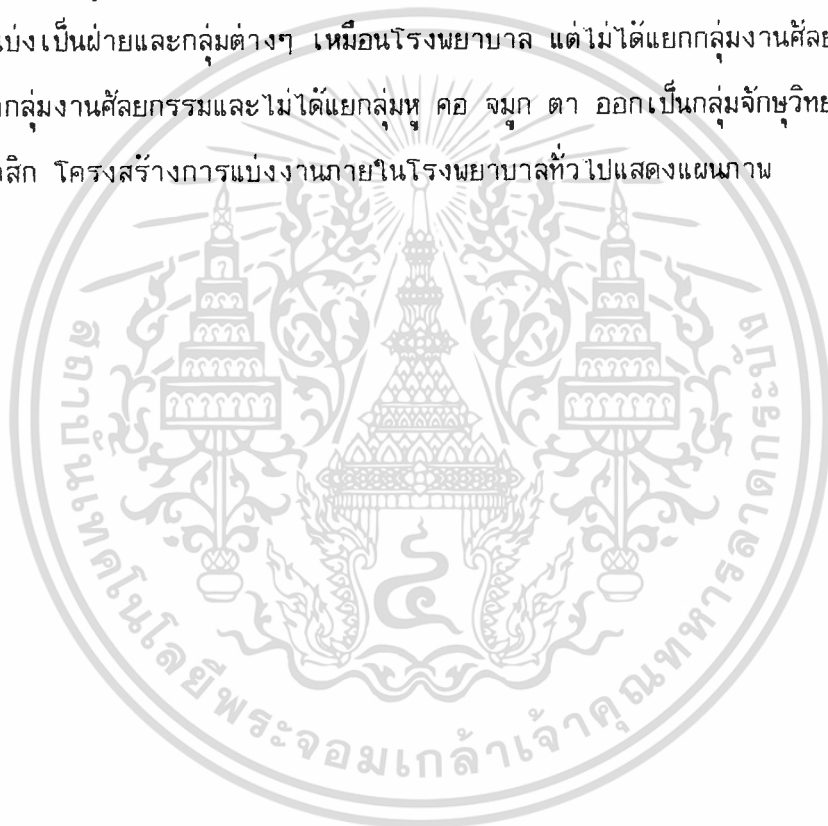 แบ่งเป็นฝ่ายและกลุ่มต่างๆ เหมือนโรงพยาบาล แต่ไม่ได้แยกกลุ่มงานศัลย
กลุ่มงานศัลยกรรมและไม่ได้แยกลุ่มหู คอ จมูก ตา ออกเป็นกลุ่มจักษุวิทย
สิก โครงสร้างการแบ่งงานภายในโรงพยาบาลทั่วไปแสดงแผนภาพ
สถาบันเทคโนโลยีพระจอมเกล้าเจ้าคุณทหารลาดกระบัง